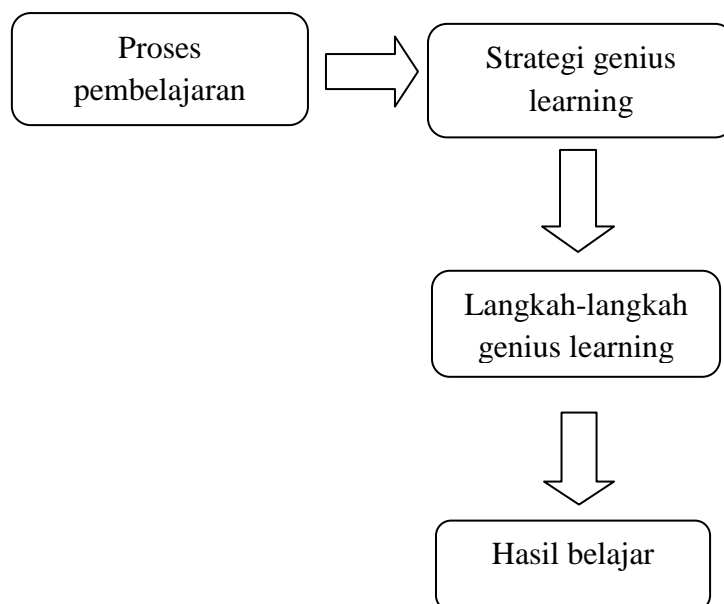 Proses
pembelajaran
Strategi genius
learning
Langkah-langkah
genius learning
Hasil belajar